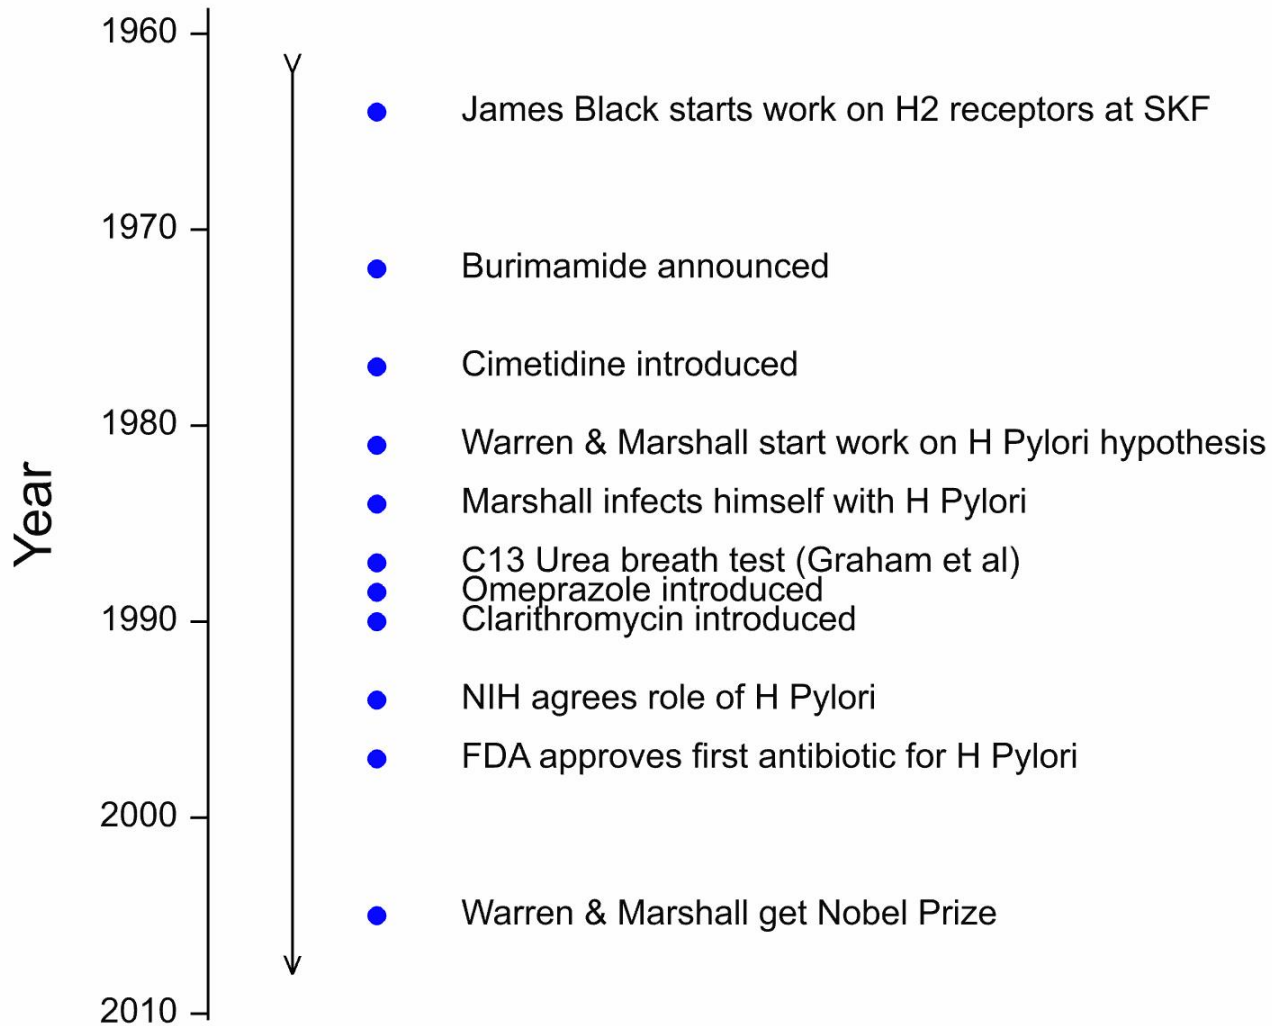 1960
James Black starts work on H2 receptors at SKF
1970
Burimamide announced
Cimetidine introduced
1980
Warren & Marshall start work on H Pylori hypothesis
Year
Marshall infects himself with H Pylori
C13 Urea breath test (Graham et al)
Omeprazole introduced
1990
Clarithromycin introduced
NIH agrees role of H Pylori
FDA approves first antibiotic for H Pylori
2000
Warren & Marshall get Nobel Prize
2010